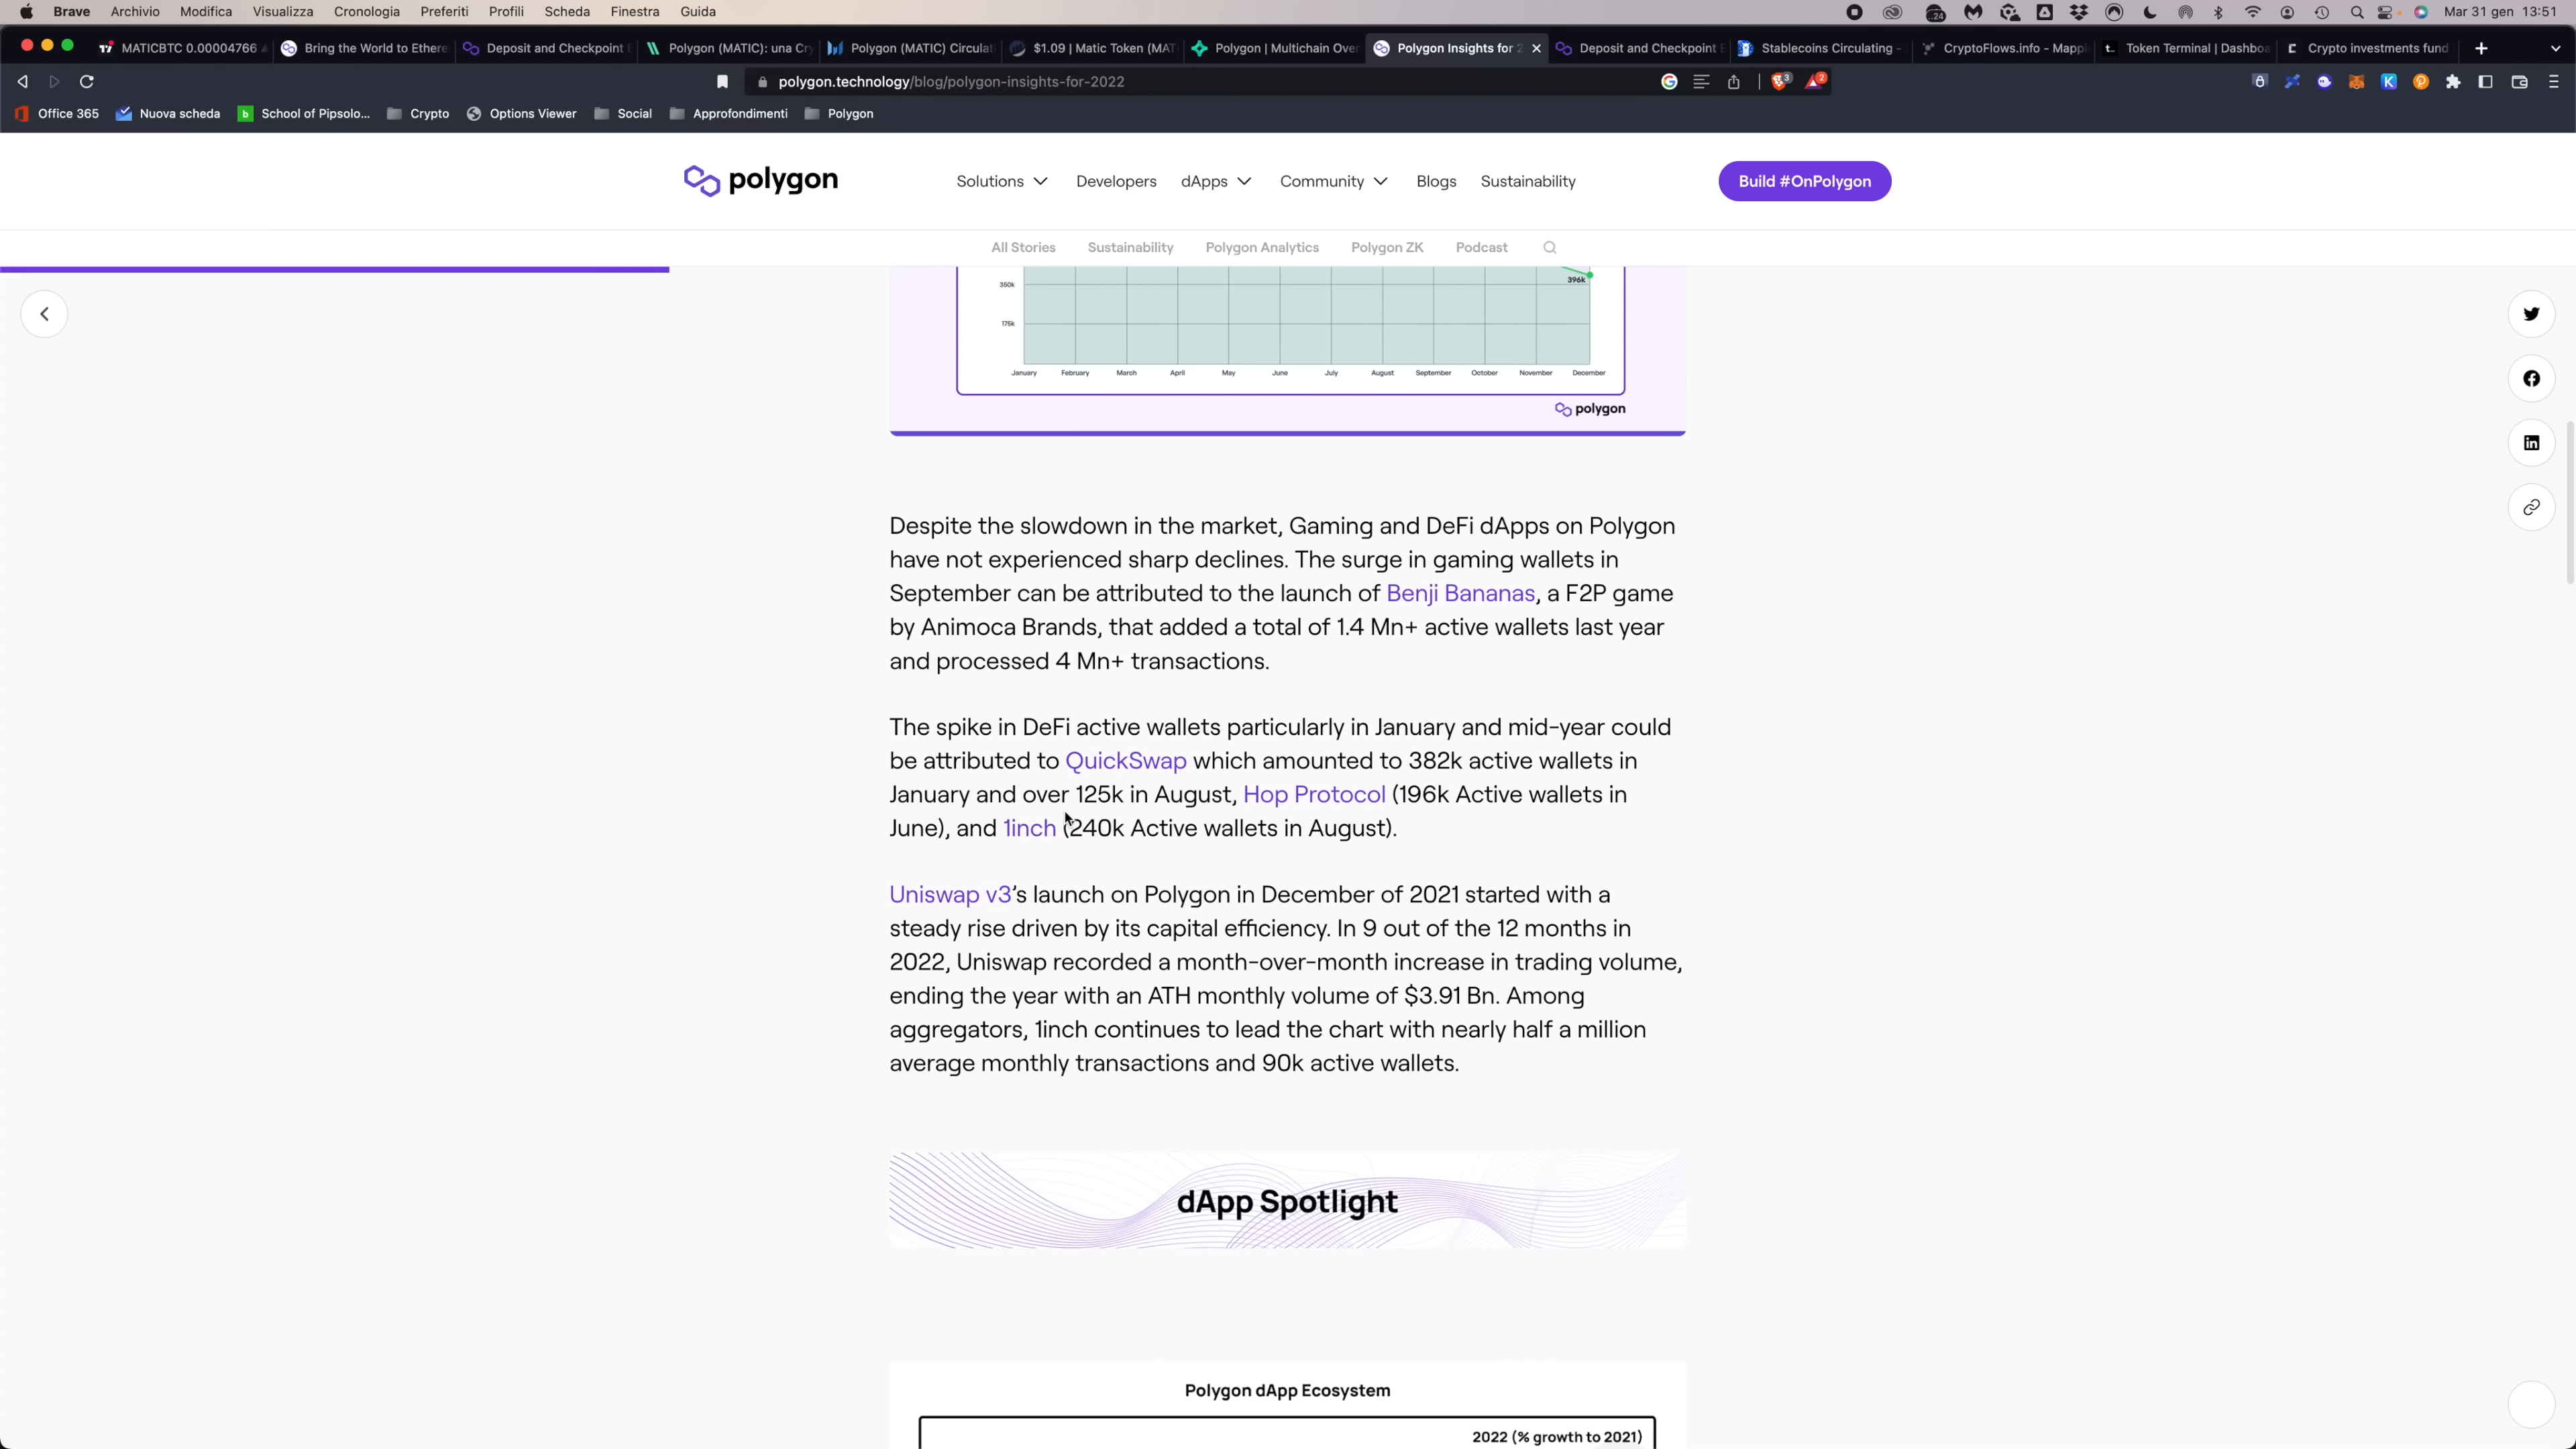 Brave Archivio Modifica Visualizza Cronologia Preferiti Profili Scheda Finestra Guida 24 Mar 31 gen 13:51
MATICBTC 0.00004766 Bring the World to Ethere Deposit and Checkpoint Polygon (MATIC): una Cry Polygon (MATIC) Circulat $1.09 | Matic Token (MAT Polygon | Multichain Over Polygon Insights for 2 Deposit and Checkpoint Stablecoins Circulating - CryptoFlows.info - Mappi Token Terminal | Dashboa Crypto investments fund
polygon.technology/blog/polygon-insights-for-2022 3 2
Office 365 Nuova scheda School of Pipsolo... Crypto Options Viewer Social Approfondimenti Polygon
polygon Solutions Developers dApps Community Blogs Sustainability Build #OnPolygon
All Stories Sustainability Polygon Analytics Polygon ZK Podcast
396k
350k
175k
January February March April May June July August September October November December
polygon
Despite the slowdown in the market, Gaming and DeFi dApps on Polygon
have not experienced sharp declines. The surge in gaming wallets in
September can be attributed to the launch of Benji Bananas, a F2P game
by Animoca Brands, that added a total of 1.4 Mn+ active wallets last year
and processed 4 Mn+ transactions.
The spike in DeFi active wallets particularly in January and mid-year could
be attributed to QuickSwap which amounted to 382k active wallets in
January and over 125k in August, Hop Protocol (196k Active wallets in
June), and 1inch (240k Active wallets in August).
Uniswap v3's launch on Polygon in December of 2021 started with a
steady rise driven by its capital efficiency. In 9 out of the 12 months in
2022, Uniswap recorded a month-over-month increase in trading volume,
ending the year with an ATH monthly volume of $3.91 Bn. Among
aggregators, 1inch continues to lead the chart with nearly half a million
average monthly transactions and 90k active wallets.
dApp Spotlight
Polygon dApp Ecosystem
2022 (% growth to 2021)